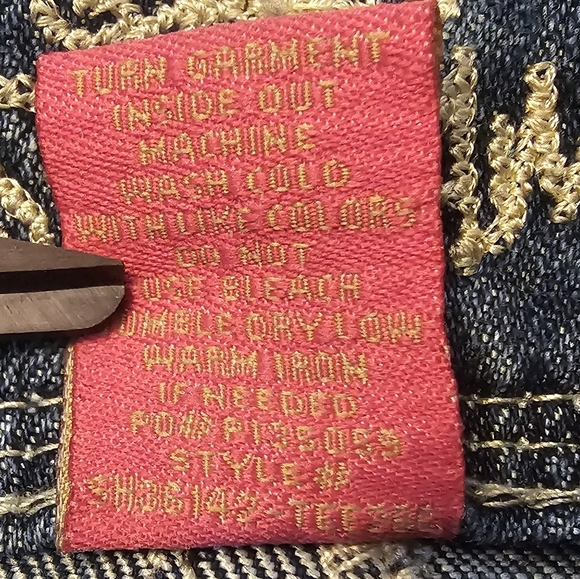 TURN GARMENT
INSIDE OUT
MACHINE
WASH COLD
WITH LIKE COLORS
DO NOT
USE BLEACH
TUMBLE DRY LOW
WARM IRON
IF NEEDED
PO#
STYLE #